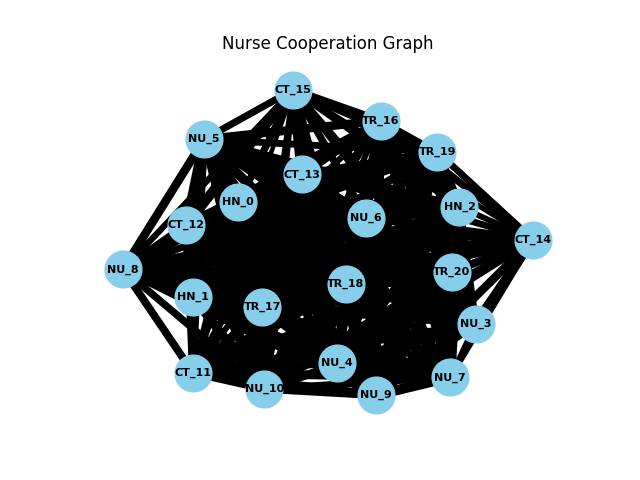 Nurse Cooperation Graph
CT_15
TR_16
NU_5
TR_19
CT_13
HN_0
HN_2
NU_6
CT_12
CT_14
NU_8
TR_20
TR_18
HN_1
TR_17
NU_3
NU_4
CT_11
NU_7
NU_10
NU_9